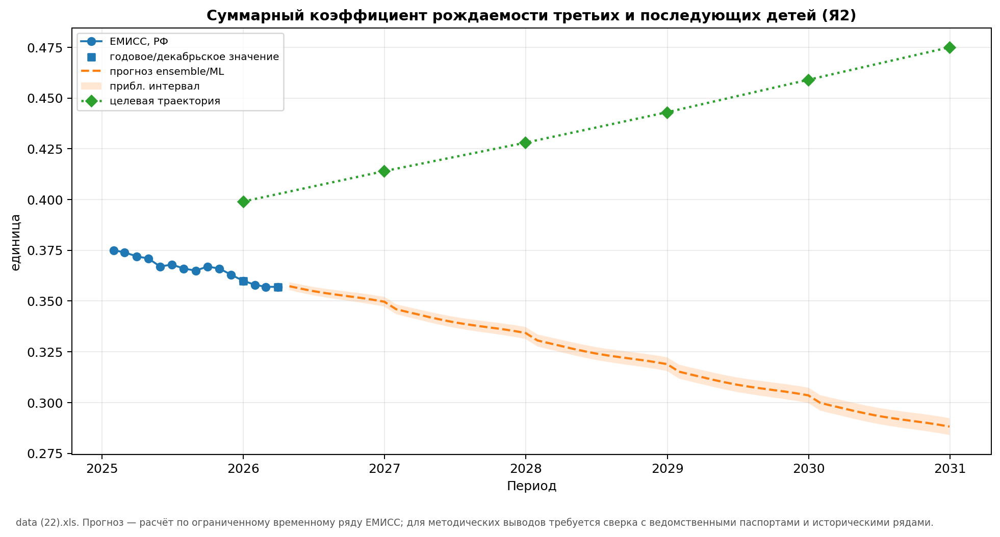 Суммарный коэффициент рождаемости третьих и последующих детей (Я2)
ЕМИСС, РФ
годовое/декабрьское значение
прогноз ensemble/ML
прибл. интервал
целевая траектория
единица
0.475
0.450
0.425
0.400
0.375
0.350
0.325
0.300
0.275
2025 2026 2027 2028 2029 2030 2031
Период
data (22).xls. Прогноз — расчёт по ограниченному временному ряду ЕМИСС; для методических выводов требуется сверка с ведомственными паспортами и историческими рядами.